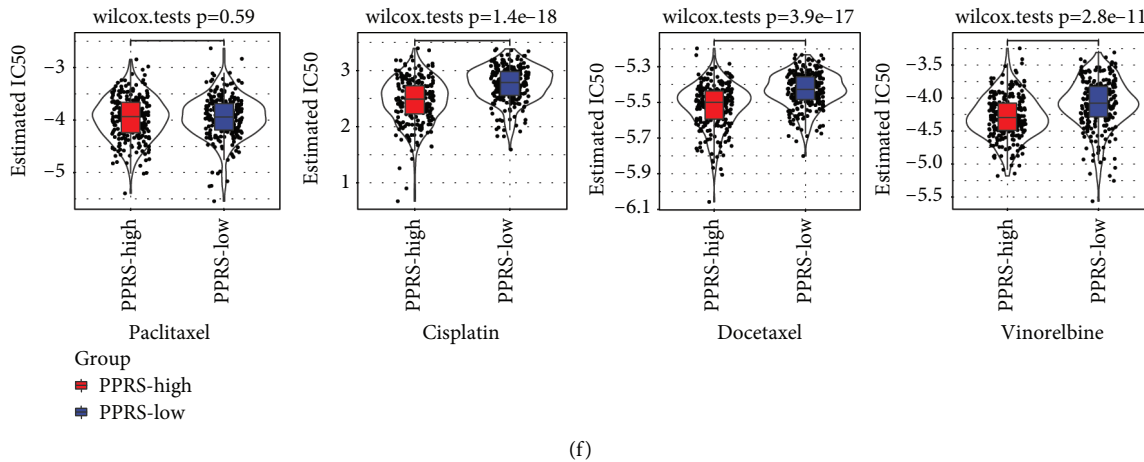 wilcox.tests p=0.59
Estimated IC50
−3
−4
−5
PPRS-high
PPRS-low
Paclitaxel
wilcox.tests p=1.4e−18
Estimated IC50
3
2
1
PPRS-high
PPRS-low
Cisplatin
wilcox.tests p=3.9e−17
Estimated IC50
−5.3
−5.5
−5.7
−5.9
−6.1
PPRS-high
PPRS-low
Docetaxel
wilcox.tests p=2.8e−11
Estimated IC50
−3.5
−4.0
−4.5
−5.0
−5.5
PPRS-high
PPRS-low
Vinorelbine
Group
PPRS-high
PPRS-low
(f)